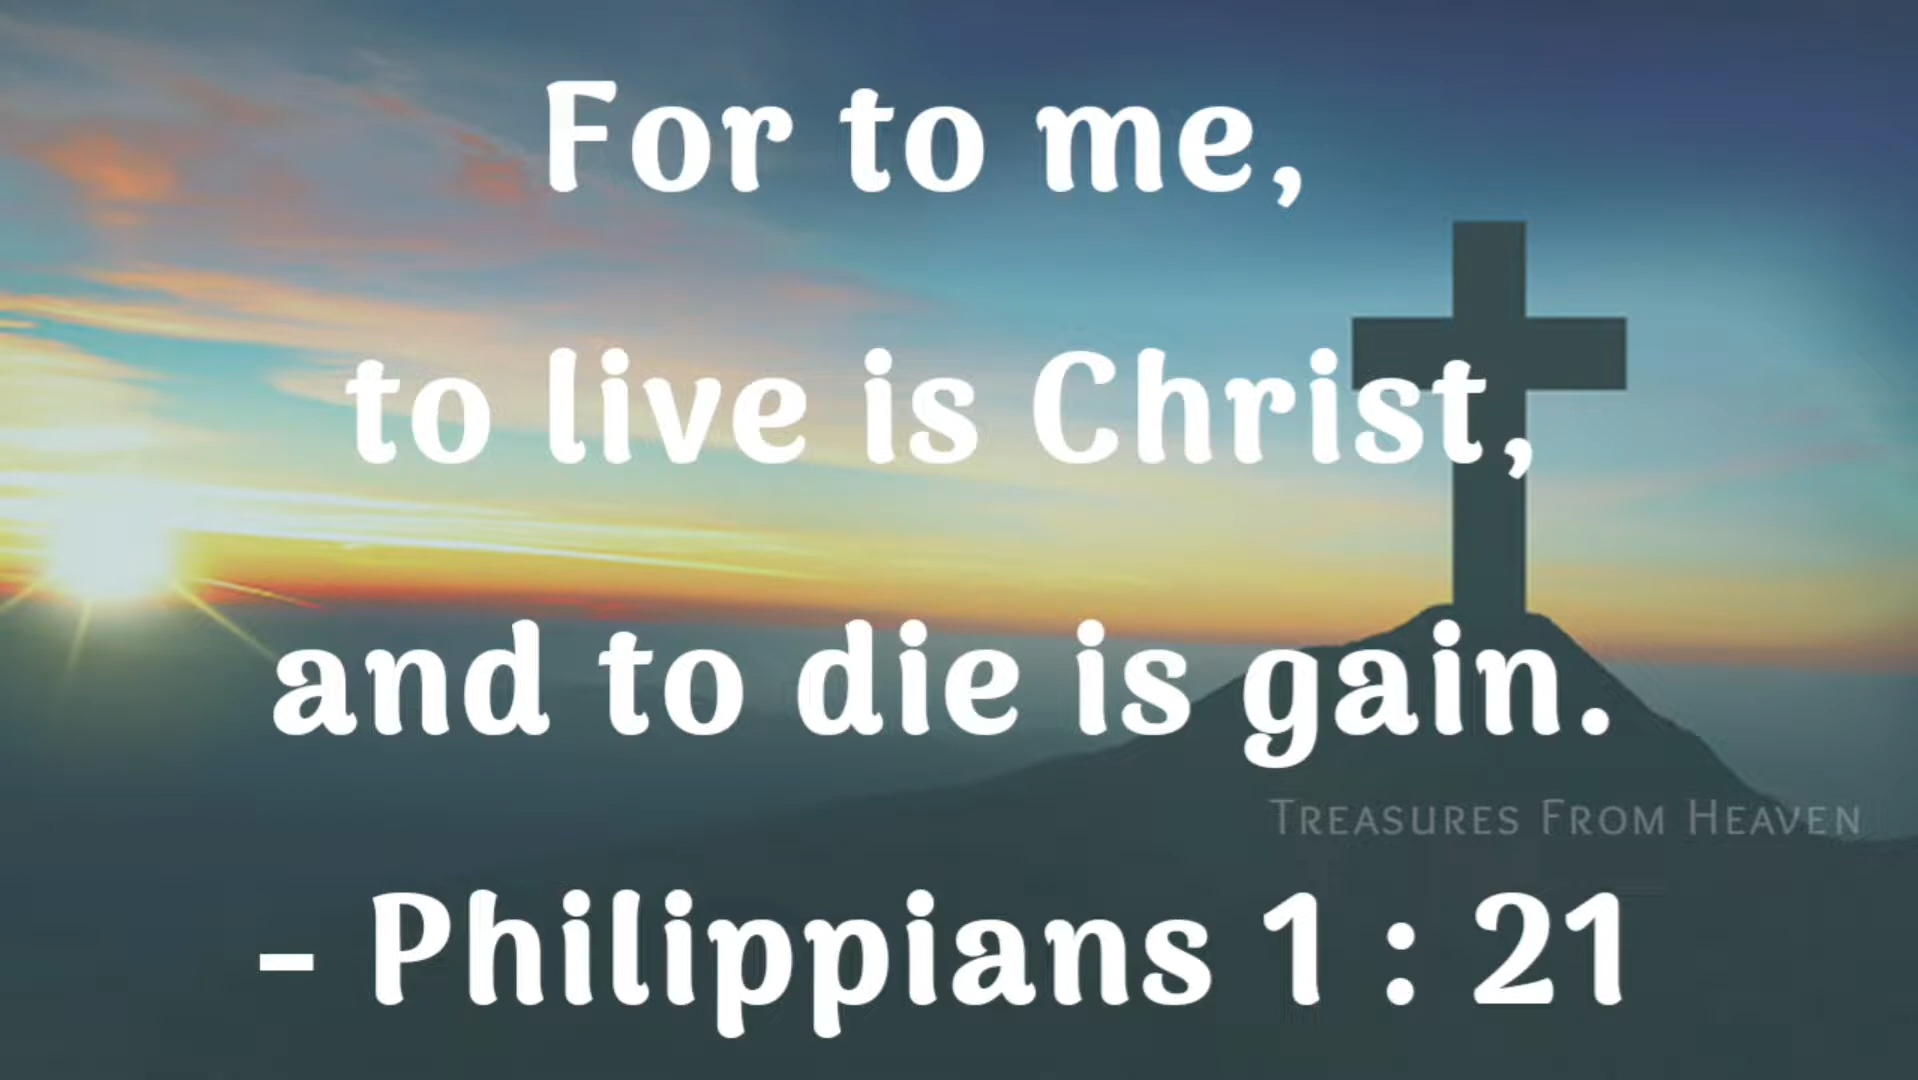 For to me,
to live is Christ,
and to die is gain.
TREASURES FROM HEAVEN
- Philippians 1 : 21